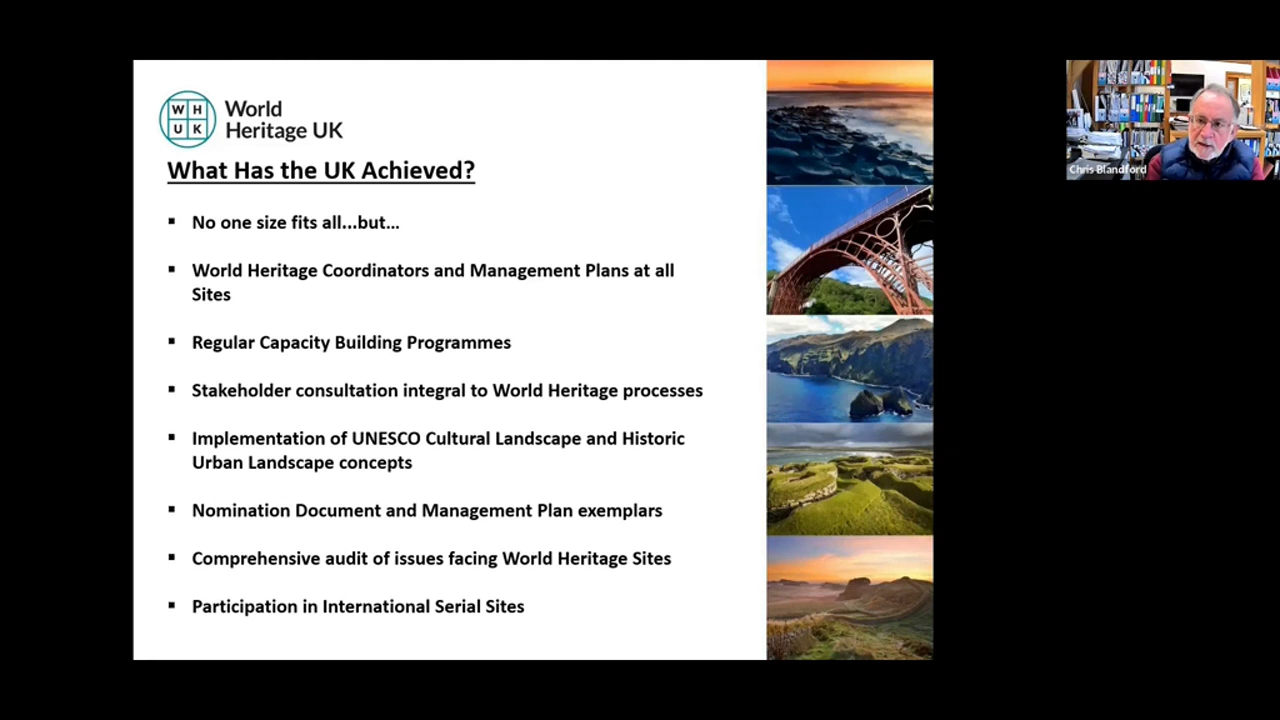 W H
U K
World
Heritage UK
What Has the UK Achieved?
▪ No one size fits all...but...
▪ World Heritage Coordinators and Management Plans at all
Sites
▪ Regular Capacity Building Programmes
▪ Stakeholder consultation integral to World Heritage processes
▪ Implementation of UNESCO Cultural Landscape and Historic
Urban Landscape concepts
▪ Nomination Document and Management Plan exemplars
▪ Comprehensive audit of issues facing World Heritage Sites
▪ Participation in International Serial Sites
Chris Blandford